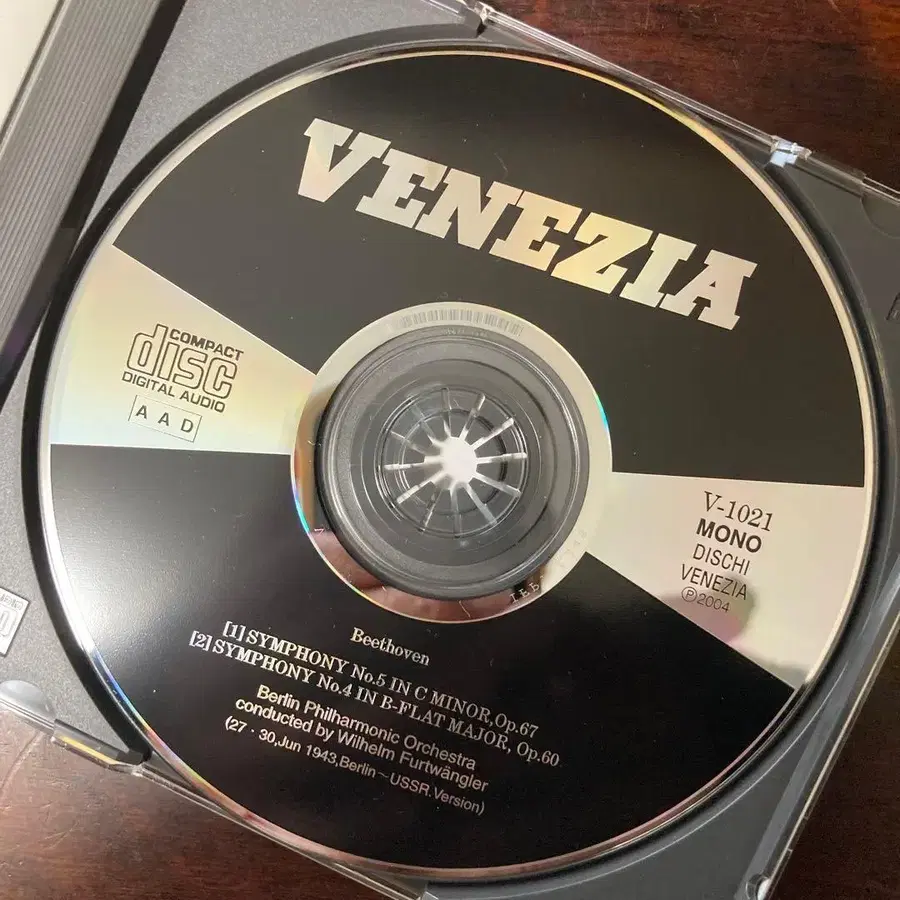 VENEZIA
COMPACT
disc
DIGITAL AUDIO
A A D
V-1021
MONO
DISCHI
VENEZIA
Ⓟ2004
Beethoven
[1] SYMPHONY No.5 IN C MINOR, Op.67
[2] SYMPHONY No.4 IN B-FLAT MAJOR, Op.60
Berlin Philharmonic Orchestra
conducted by Wilhelm Furtwängler
(27・30,Jun 1943,Berlin～USSR.Version)